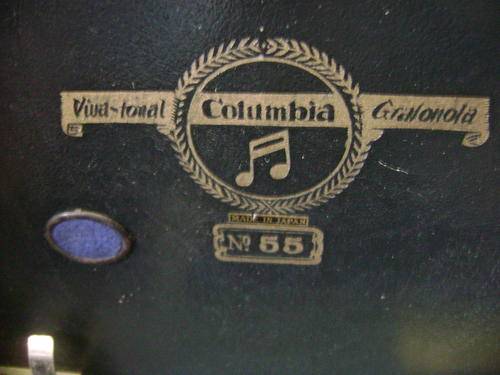 Viva-tonal Columbia Grafonola
MADE IN JAPAN
No 55